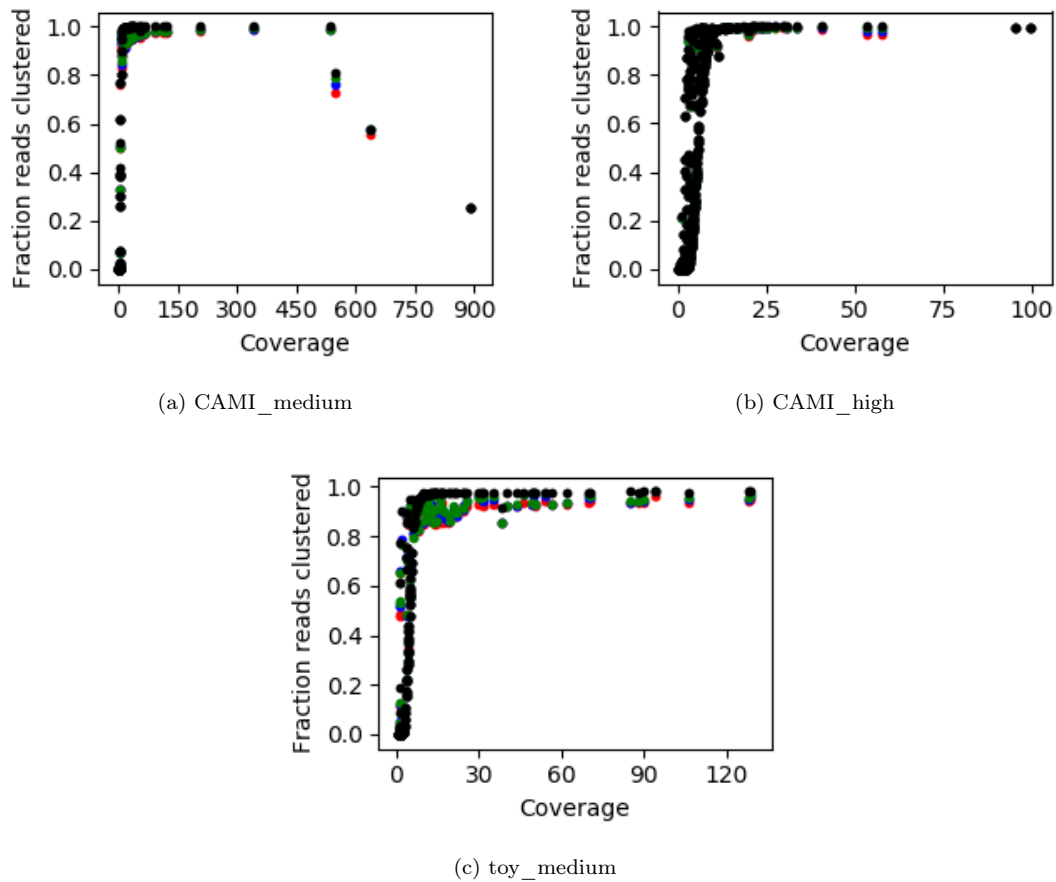 Fraction reads clustered
1.0
0.8
0.6
0.4
0.2
0.0
0 150 300 450 600 750 900
Coverage
(a) CAMI_medium
Fraction reads clustered
1.0
0.8
0.6
0.4
0.2
0.0
0 25 50 75 100
Coverage
(b) CAMI_high
Fraction reads clustered
1.0
0.8
0.6
0.4
0.2
0.0
0 30 60 90 120
Coverage
(c) toy_medium